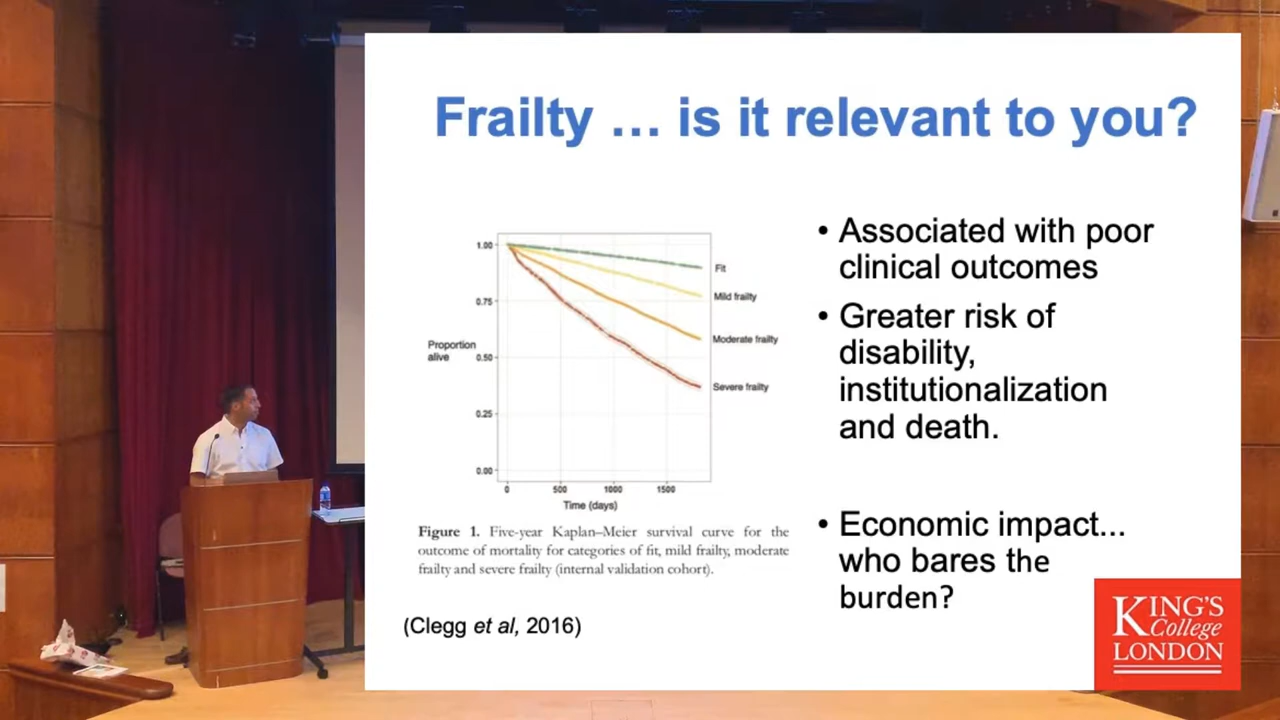 Frailty ... is it relevant to you?
1.00
0.75
0.50
0.25
0.00
Proportion
alive
Fit
Mild frailty
Moderate frailty
Severe frailty
0
500
1000
1500
Time (days)
Figure 1. Five-year Kaplan–Meier survival curve for the
outcome of mortality for categories of fit, mild frailty, moderate
frailty and severe frailty (internal validation cohort).
(Clegg et al, 2016)
• Associated with poor
clinical outcomes
• Greater risk of
disability,
institutionalization
and death.
• Economic impact...
who bares the
burden?
KING'S
College
LONDON